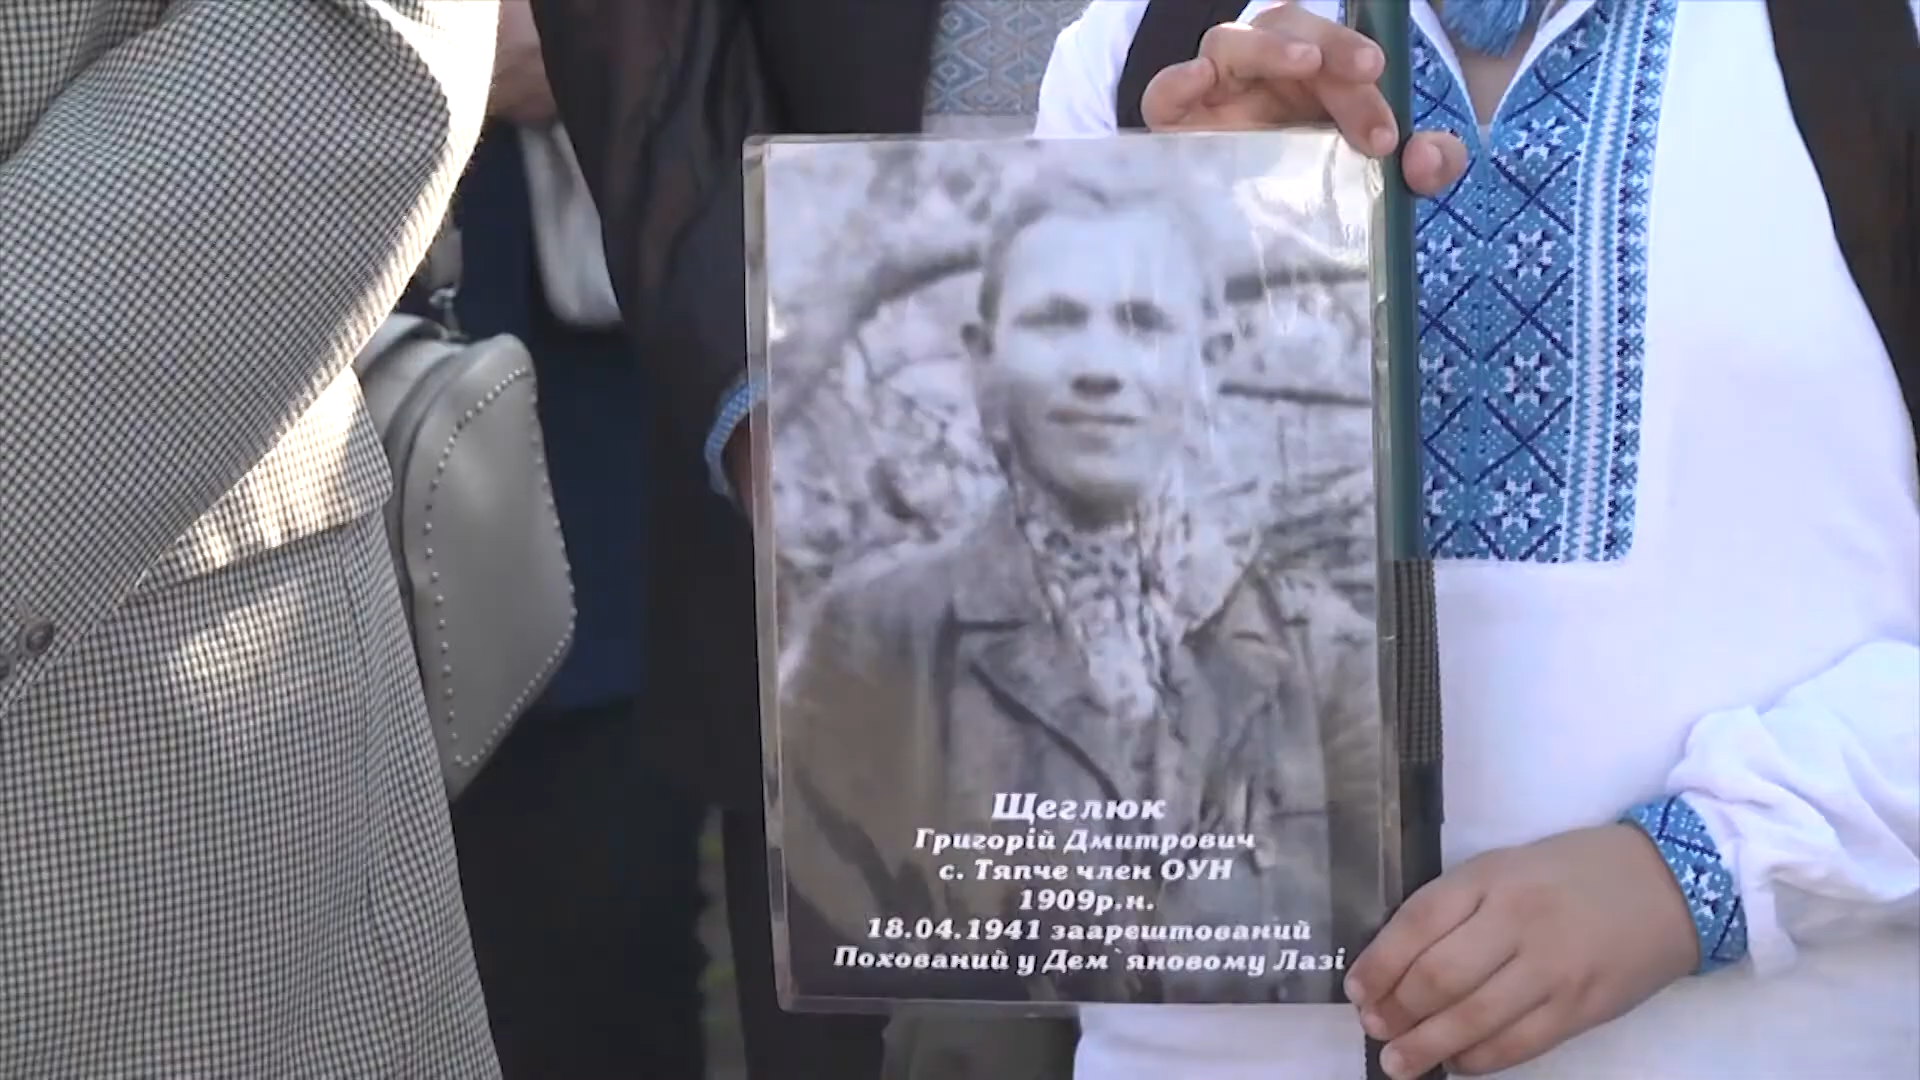 Щеглюк
Григорій Дмитрович
с. Тяпче член ОУН
1909р.н.
18.04.1941 заарештований
Похований у Дем`яновому Лазі